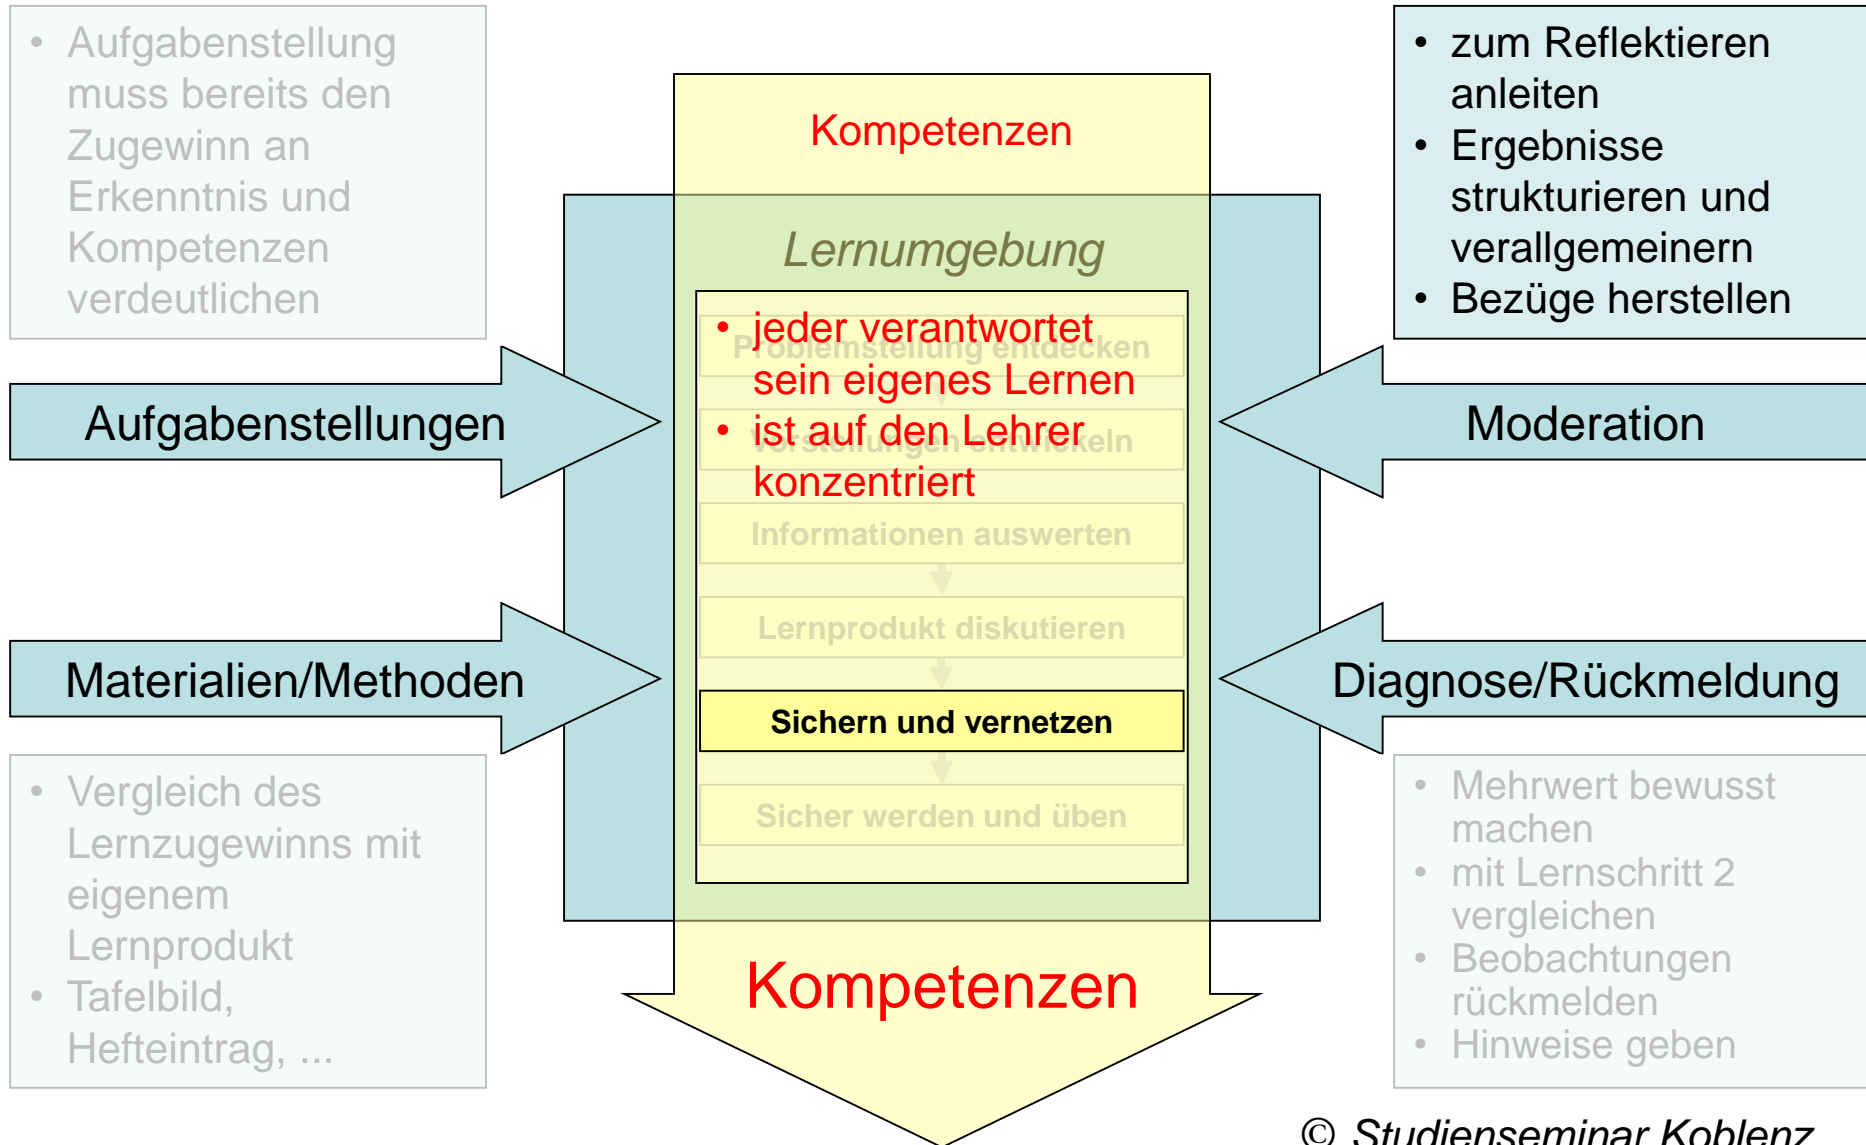 • Aufgabenstellung
muss bereits den
Zugewinn an
Erkenntnis und
Kompetenzen
verdeutlichen
Aufgabenstellungen
Materialien/Methoden
• Vergleich des
Lernzugewinns mit
eigenem
Lernprodukt
• Tafelbild,
Hefteintrag, ...
Kompetenzen
Lernumgebung
• jeder verantwortet
sein eigenes Lernen
• ist auf den Lehrer
konzentriert
Problemstellung entdecken
Vorstellungen entwickeln
Informationen auswerten
Lernprodukt diskutieren
Sichern und vernetzen
Sicher werden und üben
Kompetenzen
• zum Reflektieren
anleiten
• Ergebnisse
strukturieren und
verallgemeinern
• Bezüge herstellen
Moderation
Diagnose/Rückmeldung
• Mehrwert bewusst
machen
• mit Lernschritt 2
vergleichen
• Beobachtungen
rückmelden
• Hinweise geben
© Studienseminar Koblenz